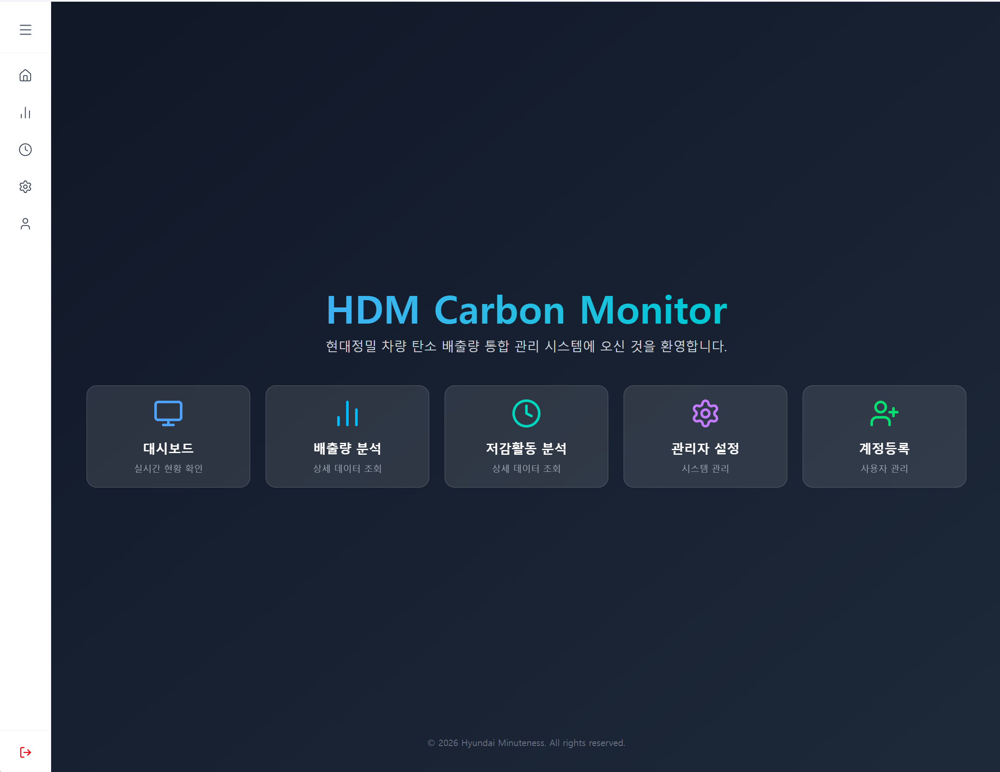 HDM Carbon Monitor
현대정밀 차량 탄소 배출량 통합 관리 시스템에 오신 것을 환영합니다.
대시보드
실시간 현황 확인
배출량 분석
상세 데이터 조회
저감활동 분석
상세 데이터 조회
관리자 설정
시스템 관리
계정등록
사용자 관리
© 2026 Hyundai Minuteness. All rights reserved.